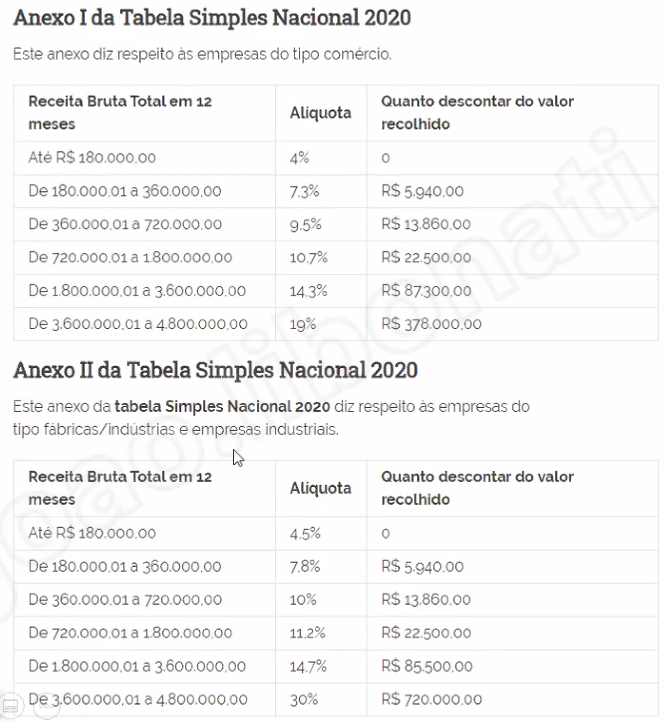 Anexo I da Tabela Simples Nacional 2020
Este anexo diz respeito às empresas do tipo comércio.
Receita Bruta Total em 12 meses Alíquota Quanto descontar do valor recolhido
Até R$ 180.000,00 4% 0
De 180.000,01 a 360.000,00 7,3% R$ 5.940,00
De 360.000,01 a 720.000,00 9,5% R$ 13.860,00
De 720.000,01 a 1.800.000,00 10,7% R$ 22.500,00
De 1.800.000,01 a 3.600.000,00 14,3% R$ 87.300,00
De 3.600.000,01 a 4.800.000,00 19% R$ 378.000,00
Anexo II da Tabela Simples Nacional 2020
Este anexo da tabela Simples Nacional 2020 diz respeito às empresas do
tipo fábricas/indústrias e empresas industriais.
Receita Bruta Total em 12 meses Alíquota Quanto descontar do valor recolhido
Até R$ 180.000,00 4,5% 0
De 180.000,01 a 360.000,00 7,8% R$ 5.940,00
De 360.000,01 a 720.000,00 10% R$ 13.860,00
De 720.000,01 a 1.800.000,00 11,2% R$ 22.500,00
De 1.800.000,01 a 3.600.000,00 14,7% R$ 85.500,00
De 3.600.000,01 a 4.800.000,00 30% R$ 720.000,00
joao.libonati